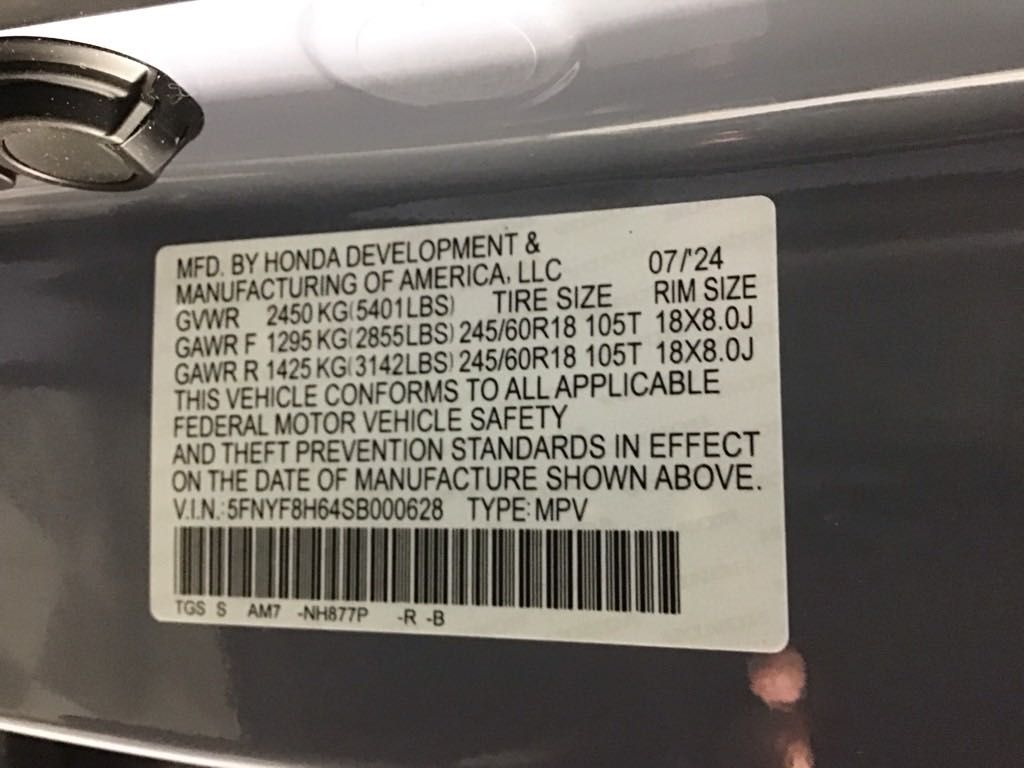 MFD. BY HONDA DEVELOPMENT &
MANUFACTURING OF AMERICA, LLC 07/'24
GVWR 2450 KG(5401LBS) TIRE SIZE RIM SIZE
GAWR F 1295 KG(2855LBS) 245/60R18 105T 18X8.0J
GAWR R 1425 KG(3142LBS) 245/60R18 105T 18X8.0J
THIS VEHICLE CONFORMS TO ALL APPLICABLE
FEDERAL MOTOR VEHICLE SAFETY
AND THEFT PREVENTION STANDARDS IN EFFECT
ON THE DATE OF MANUFACTURE SHOWN ABOVE.
V.I.N.: 5FNYF8H64SB000628 TYPE: MPV
TGS S AM7 -NH877P -R -B